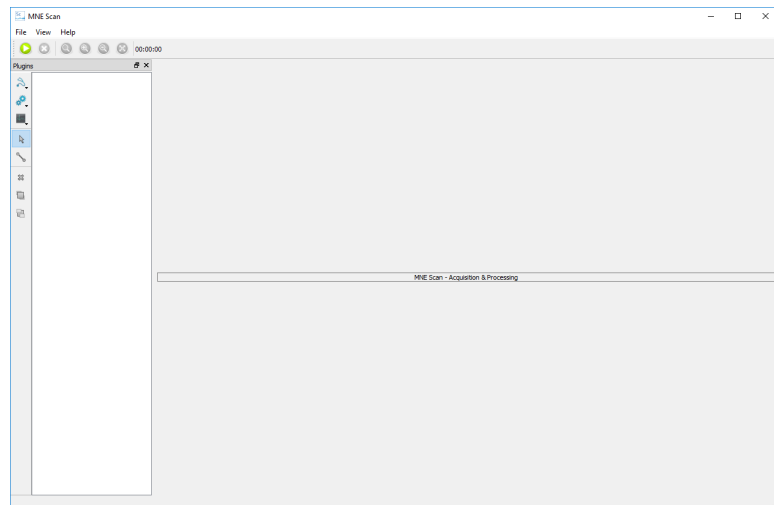 MNE Scan
File View Help
00:00:00
Plugins
MNE Scan - Acquisition & Processing